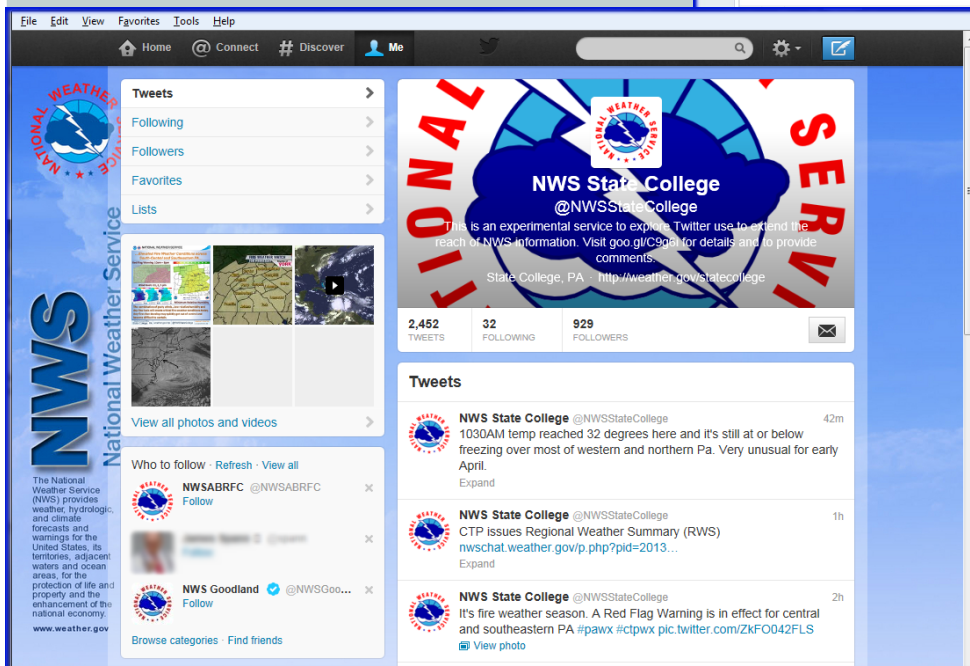 File Edit View Favorites Tools Help
Home @ Connect # Discover Me
NATIONAL WEATHER SERVICE
NWS
National Weather Service
The National
Weather Service
(NWS) provides
weather, hydrologic,
and climate
forecasts and
warnings for the
United States, its
territories, adjacent
waters and ocean
areas, for the
protection of life and
property and the
enhancement of the
national economy.
www.weather.gov
Tweets
Following
Followers
Favorites
Lists
View all photos and videos
Who to follow · Refresh · View all
NWSABRFC @NWSABRFC
Follow
NWS Goodland @NWSGoo...
Follow
Browse categories · Find friends
NATIONAL WEATHER SERVICE
NWS State College
@NWSStateCollege
This is an experimental service to explore Twitter use to extend the
reach of NWS information. Visit goo.gl/C9g6I for details and to provide
comments.
State College, PA · http://weather.gov/statecollege
2,452 32 929
TWEETS FOLLOWING FOLLOWERS
Tweets
NWS State College @NWSStateCollege 42m
1030AM temp reached 32 degrees here and it's still at or below
freezing over most of western and northern Pa. Very unusual for early
April.
Expand
NWS State College @NWSStateCollege 1h
CTP issues Regional Weather Summary (RWS)
nwschat.weather.gov/p.php?pid=2013...
Expand
NWS State College @NWSStateCollege 2h
It's fire weather season. A Red Flag Warning is in effect for central
and southeastern PA #pawx #ctpwx pic.twitter.com/ZkFO042FLS
View photo